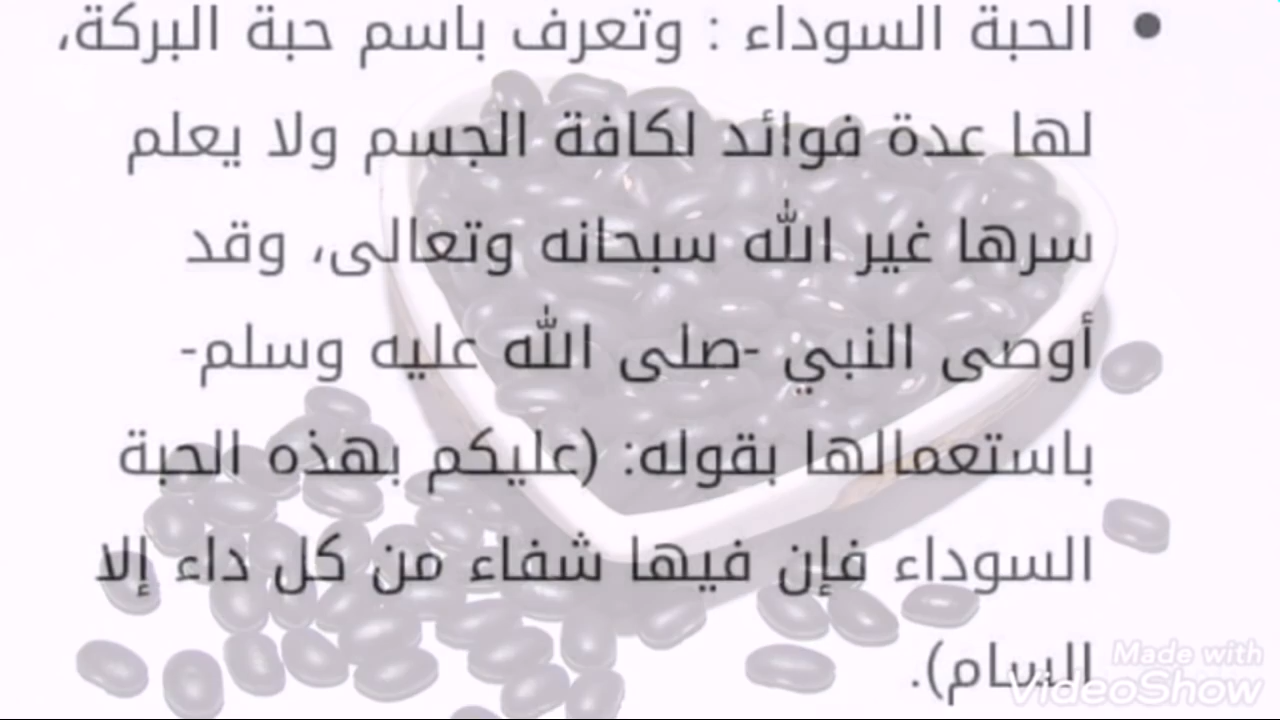 • الحبة السوداء : وتعرف باسم حبة البركة،
لها عدة فوائد لكافة الجسم ولا يعلم
سرها غير الله سبحانه وتعالى، وقد
أوصى النبي -صلى الله عليه وسلم-
باستعمالها بقوله: (عليكم بهذه الحبة
السوداء فإن فيها شفاء من كل داء إلا
السام).
Made with
VideoShow